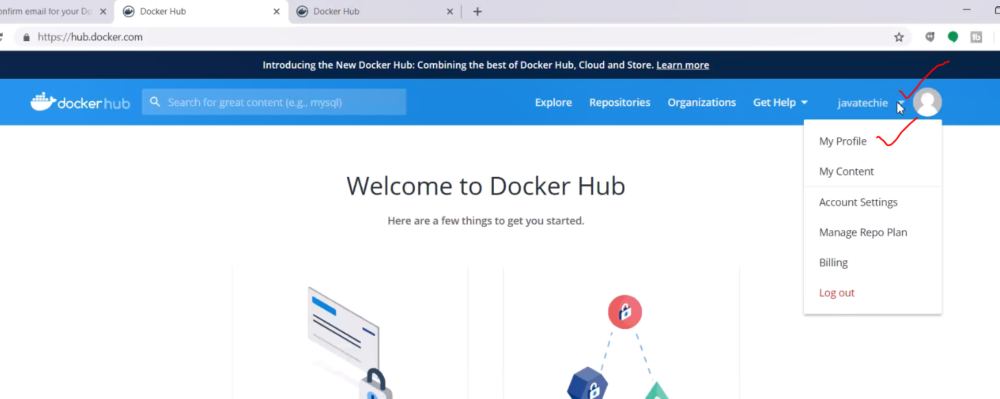 onfirm email for your Do
Docker Hub
Docker Hub
https://hub.docker.com
Introducing the New Docker Hub: Combining the best of Docker Hub, Cloud and Store. Learn more
dockerhub
Search for great content (e.g., mysql)
Explore
Repositories
Organizations
Get Help
javatechie
My Profile
My Content
Account Settings
Manage Repo Plan
Billing
Log out
Welcome to Docker Hub
Here are a few things to get you started.